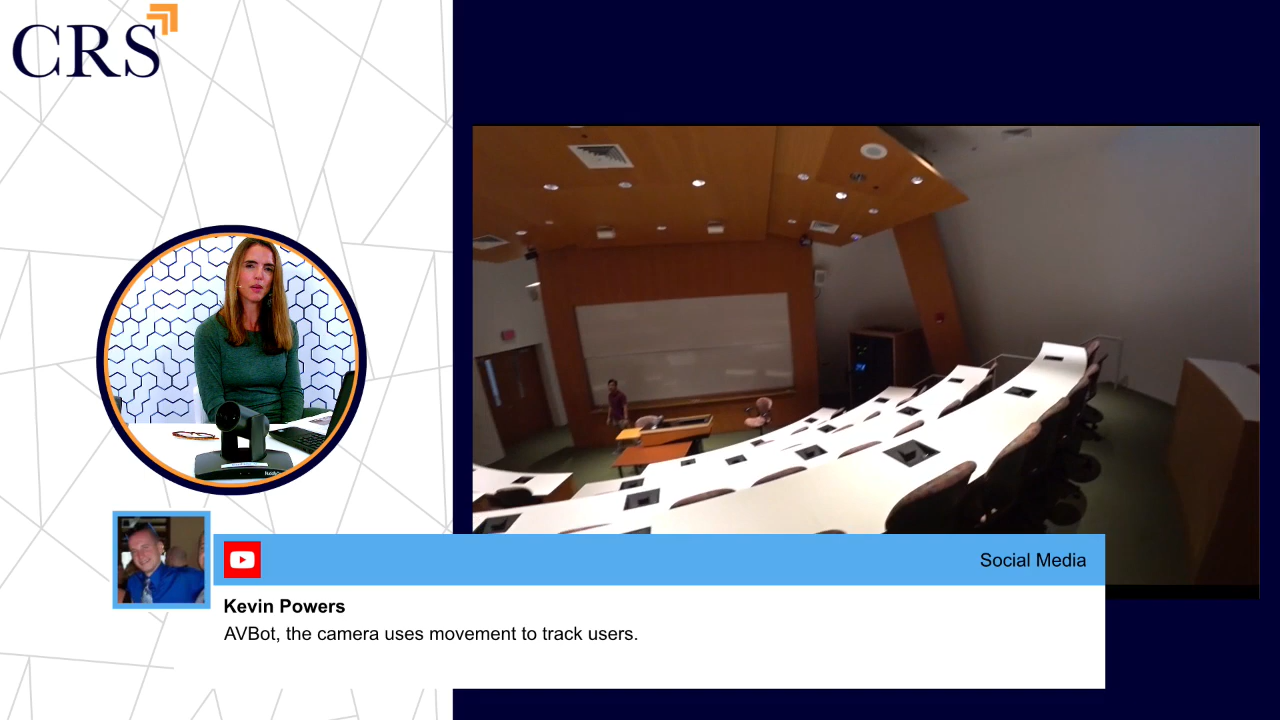 CRS
Social Media
Kevin Powers
AVBot, the camera uses movement to track users.